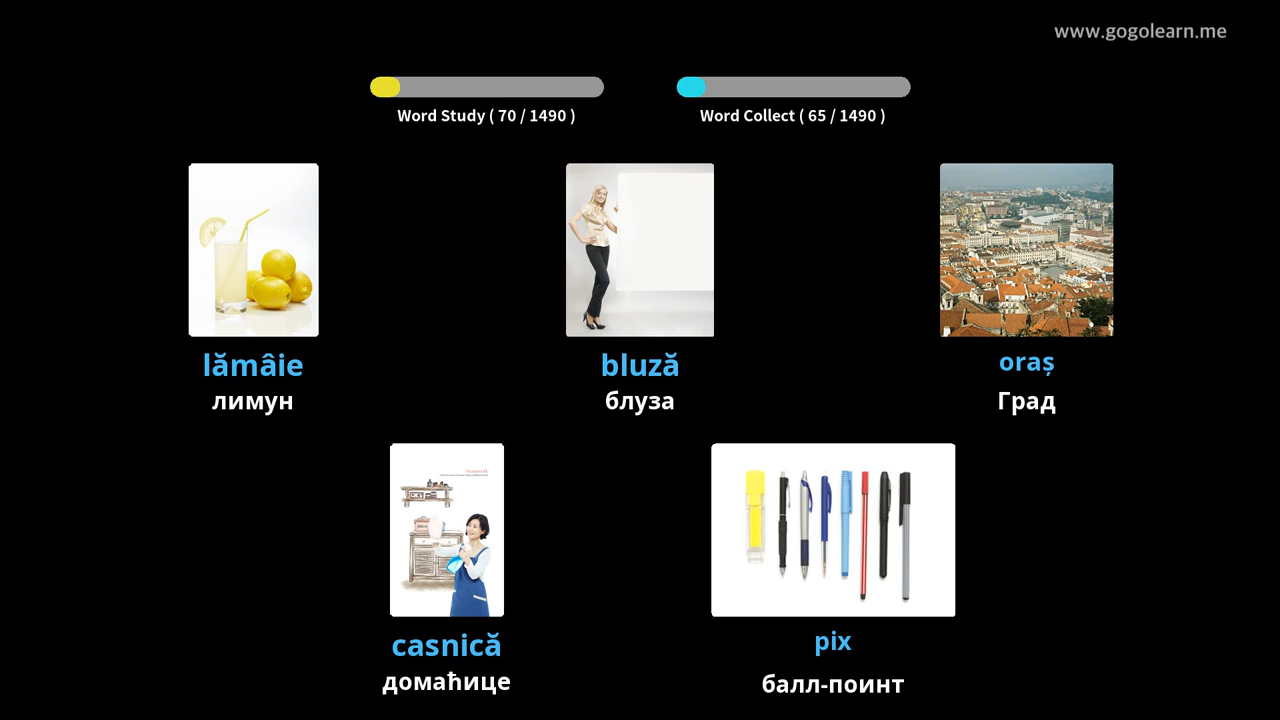 www.gogolearn.me
Word Study ( 70 / 1490 )
Word Collect ( 65 / 1490 )
lămâie
лимун
bluză
блуза
oraș
Град
casnică
домаћице
pix
балл-поинт